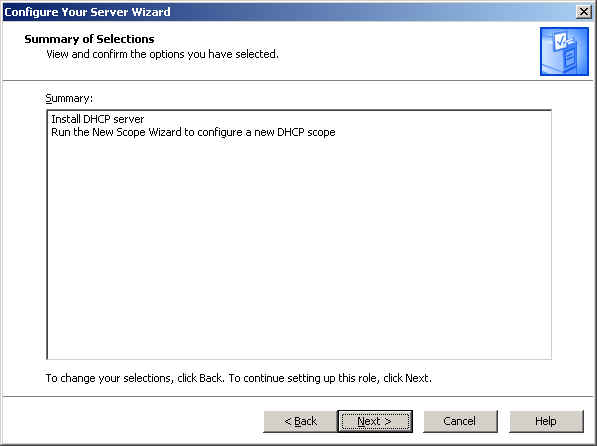 Configure Your Server Wizard
Summary of Selections
View and confirm the options you have selected.
Summary:
Install DHCP server
Run the New Scope Wizard to configure a new DHCP scope
To change your selections, click Back. To continue setting up this role, click Next.
< Back
Next >
Cancel
Help